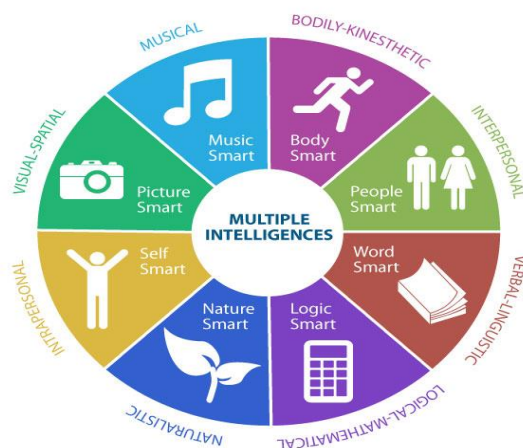 MUSICAL
BODILY-KINESTHETIC
INTERPERSONAL
VERBAL-LINGUISTIC
LOGICAL-MATHEMATICAL
NATURALISTIC
INTRAPERSONAL
VISUAL-SPATIAL
Music
Smart
Body
Smart
People
Smart
Word
Smart
Logic
Smart
Nature
Smart
Self
Smart
Picture
Smart
MULTIPLE
INTELLIGENCES